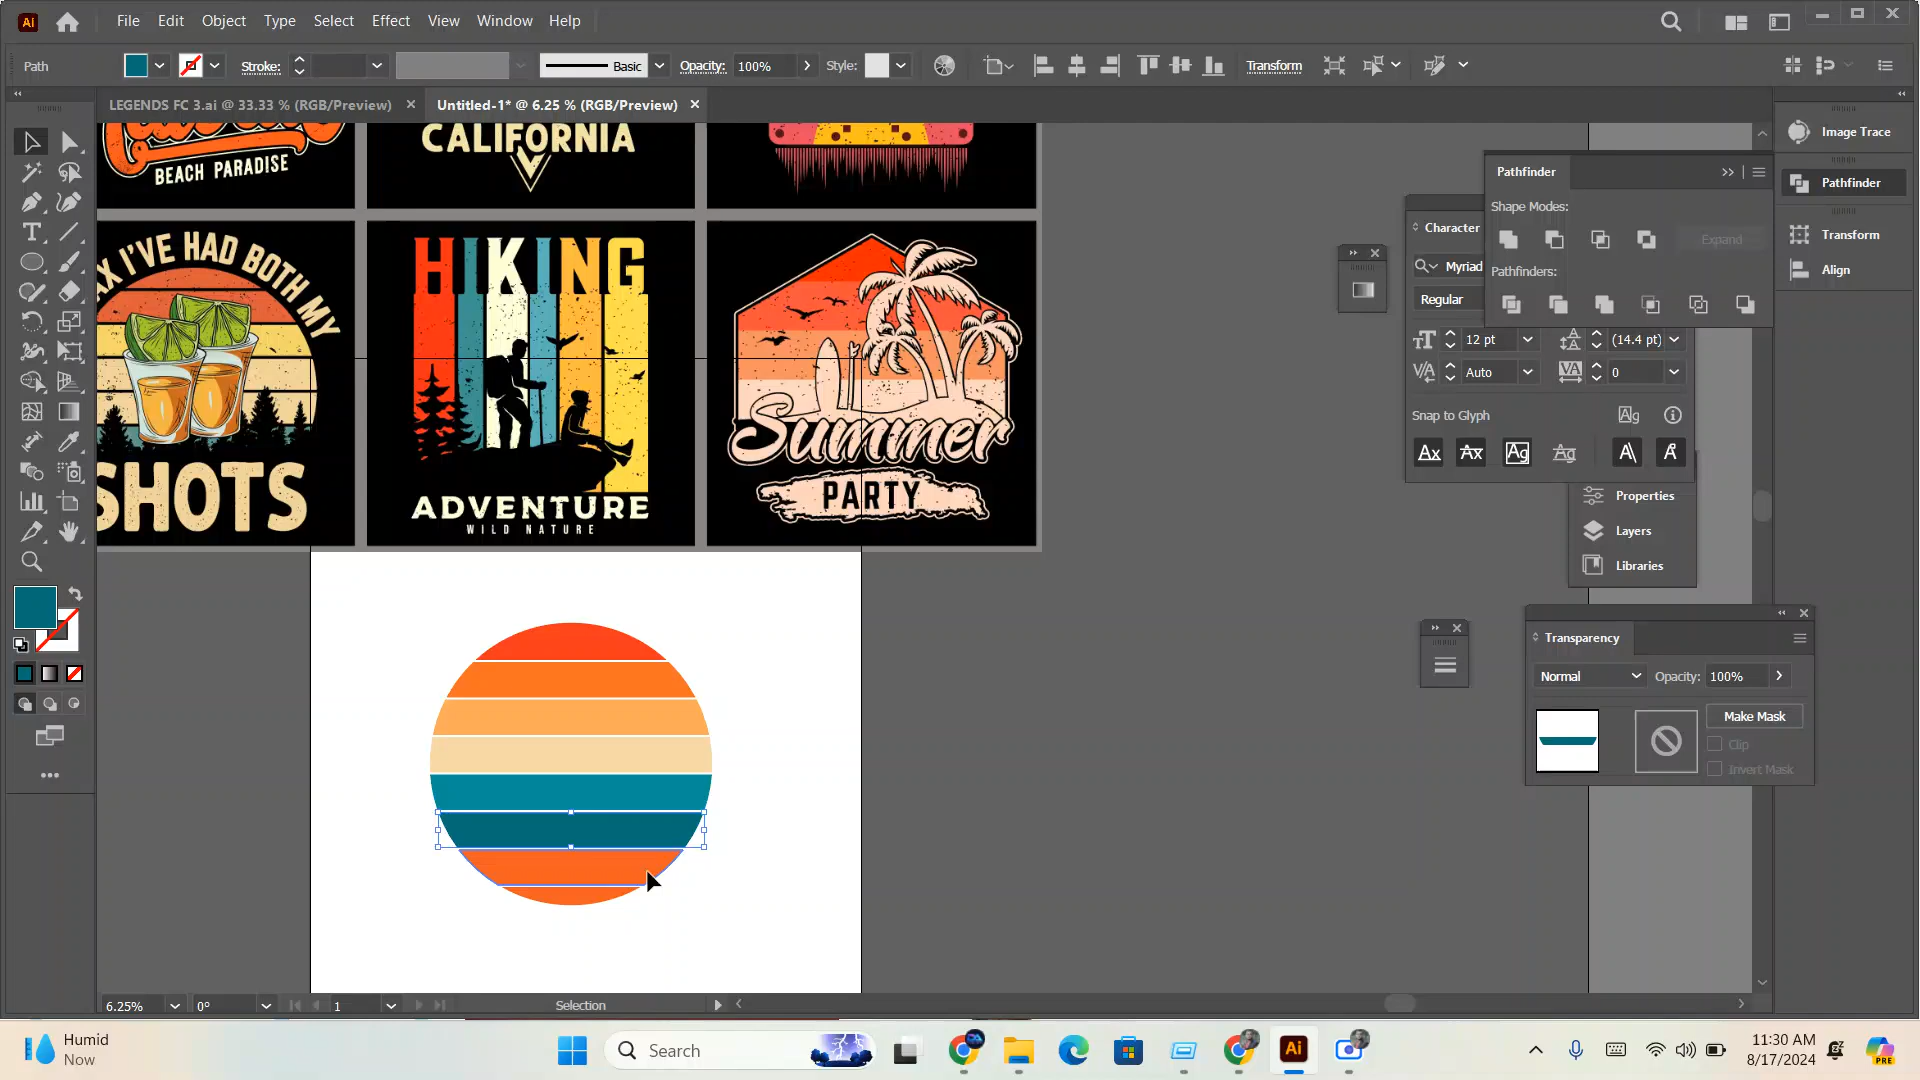 File Edit Object Type Select Effect View Window Help
Path Stroke: Basic Opacity: 100% Style: Transform
LEGENDS FC 3.ai @ 33.33 % (RGB/Preview) Untitled-1* @ 6.25 % (RGB/Preview)
BEACH PARADISE
CALIFORNIA
I'VE HAD BOTH MY
SHOTS
HIKING
ADVENTURE
WILD NATURE
Summer
PARTY
Image Trace
Pathfinder
Transform
Align
Pathfinder
Shape Modes:
Expand
Pathfinders:
Character
Myriad
Regular
12 pt (14.4 pt)
Auto 0
Snap to Glyph
Properties
Layers
Libraries
Transparency
Normal Opacity: 100%
Make Mask
Clip
Invert Mask
6.25% 0° 1 Selection
Humid
Now
Search
11:30 AM
8/17/2024